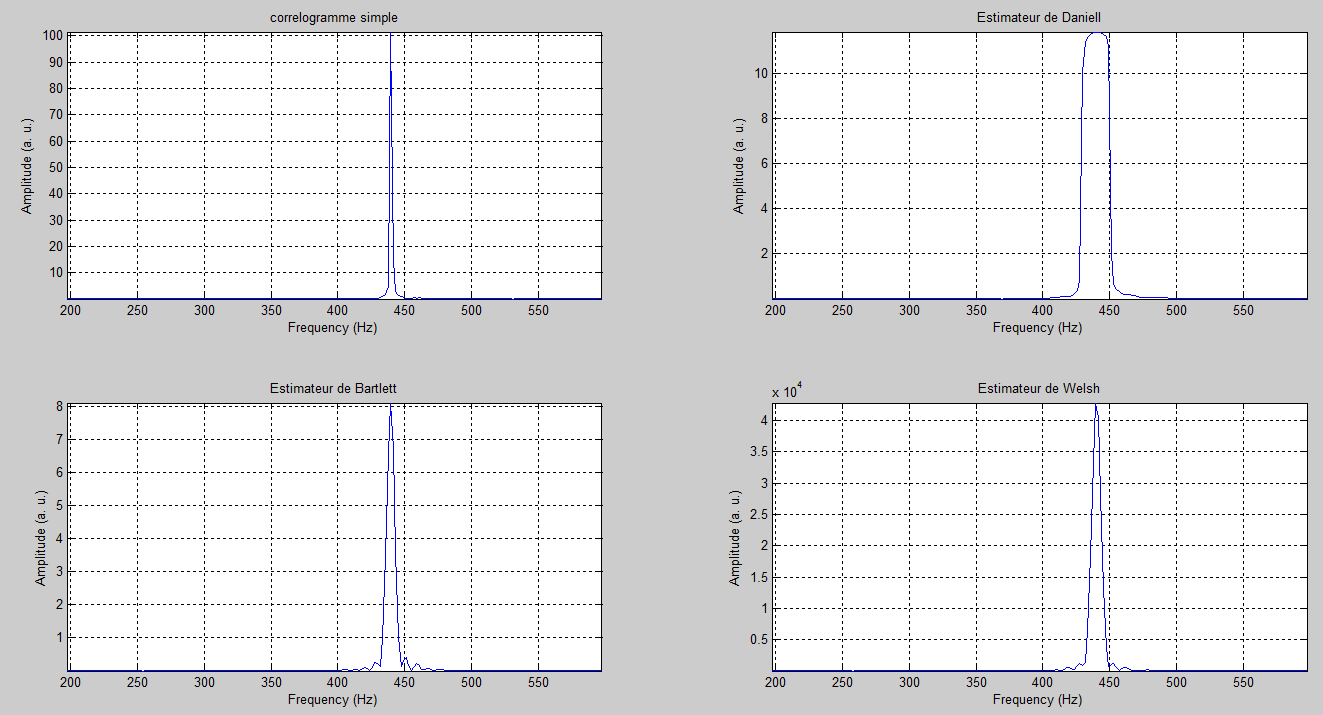 correlogramme simple
100
90
80
70
60
50
40
30
20
10
Amplitude (a. u.)
200 250 300 350 400 450 500 550
Frequency (Hz)
Estimateur de Daniell
10
8
6
4
2
Amplitude (a. u.)
200 250 300 350 400 450 500 550
Frequency (Hz)
Estimateur de Bartlett
8
7
6
5
4
3
2
1
Amplitude (a. u.)
200 250 300 350 400 450 500 550
Frequency (Hz)
x 10^4
Estimateur de Welsh
4
3.5
3
2.5
2
1.5
1
0.5
Amplitude (a. u.)
200 250 300 350 400 450 500 550
Frequency (Hz)